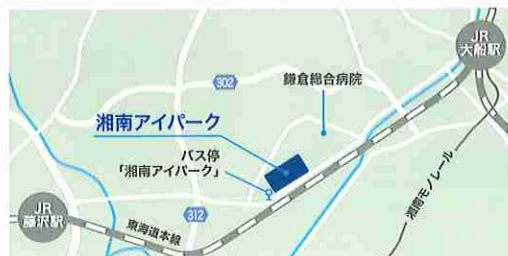 JR
大船駅
302
鎌倉総合病院
湘南アイパーク
バス停
「湘南アイパーク」
湘南モノレール
JR
藤沢駅
312
東海道本線